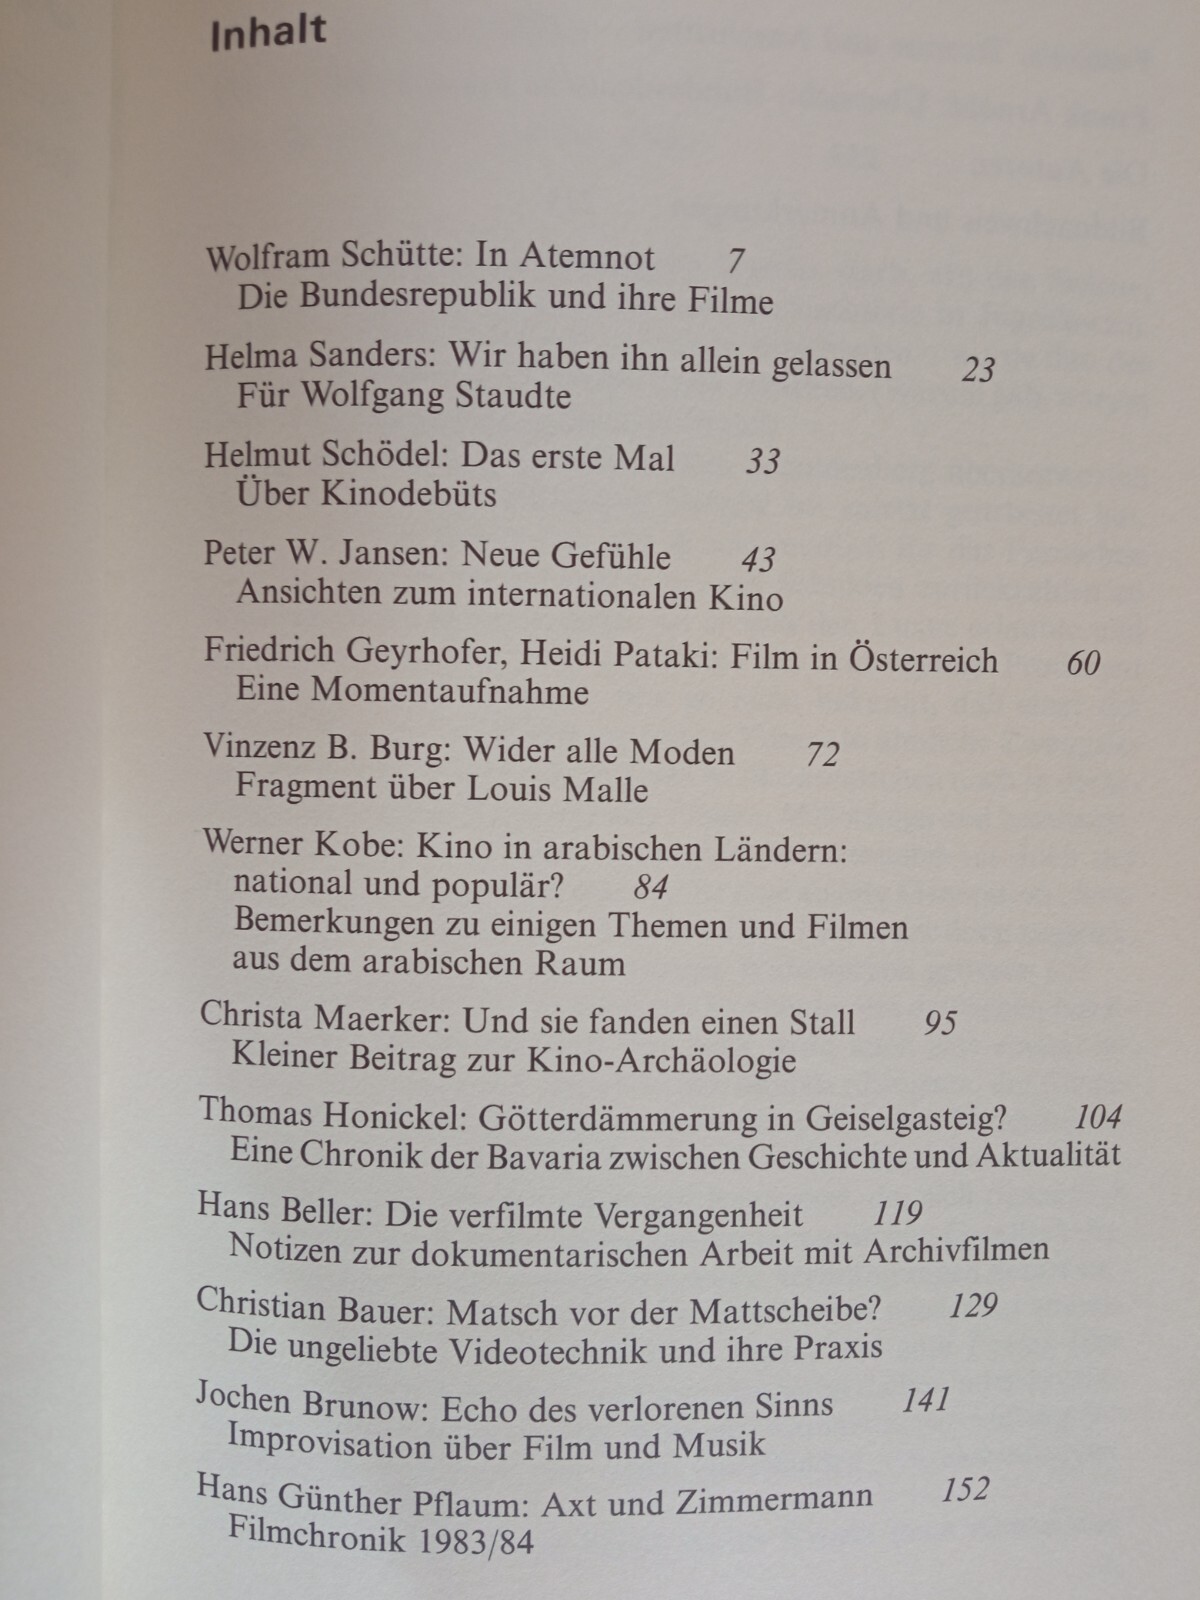 Inhalt
Wolfram Schütte: In Atemnot 7
Die Bundesrepublik und ihre Filme
Helma Sanders: Wir haben ihn allein gelassen 23
Für Wolfgang Staudte
Helmut Schödel: Das erste Mal 33
Über Kinodebüts
Peter W. Jansen: Neue Gefühle 43
Ansichten zum internationalen Kino
Friedrich Geyrhofer, Heidi Pataki: Film in Österreich 60
Eine Momentaufnahme
Vinzenz B. Burg: Wider alle Moden 72
Fragment über Louis Malle
Werner Kobe: Kino in arabischen Ländern:
national und populär? 84
Bemerkungen zu einigen Themen und Filmen
aus dem arabischen Raum
Christa Maerker: Und sie fanden einen Stall 95
Kleiner Beitrag zur Kino-Archäologie
Thomas Honickel: Götterdämmerung in Geiselgasteig? 104
Eine Chronik der Bavaria zwischen Geschichte und Aktualität
Hans Beller: Die verfilmte Vergangenheit 119
Notizen zur dokumentarischen Arbeit mit Archivfilmen
Christian Bauer: Matsch vor der Mattscheibe? 129
Die ungeliebte Videotechnik und ihre Praxis
Jochen Brunow: Echo des verlorenen Sinns 141
Improvisation über Film und Musik
Hans Günther Pflaum: Axt und Zimmermann 152
Filmchronik 1983/84